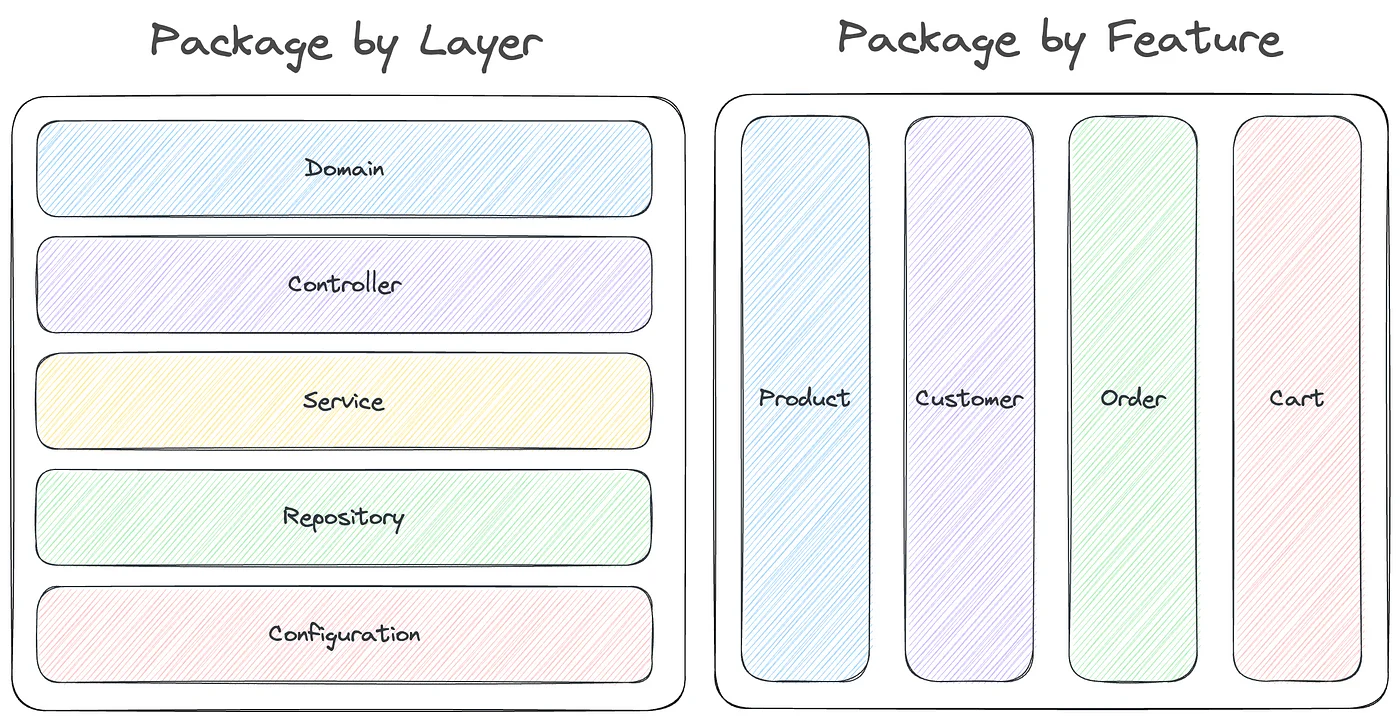 Package by Layer
Domain
Controller
Service
Repository
Configuration
Package by Feature
Product
Customer
Order
Cart